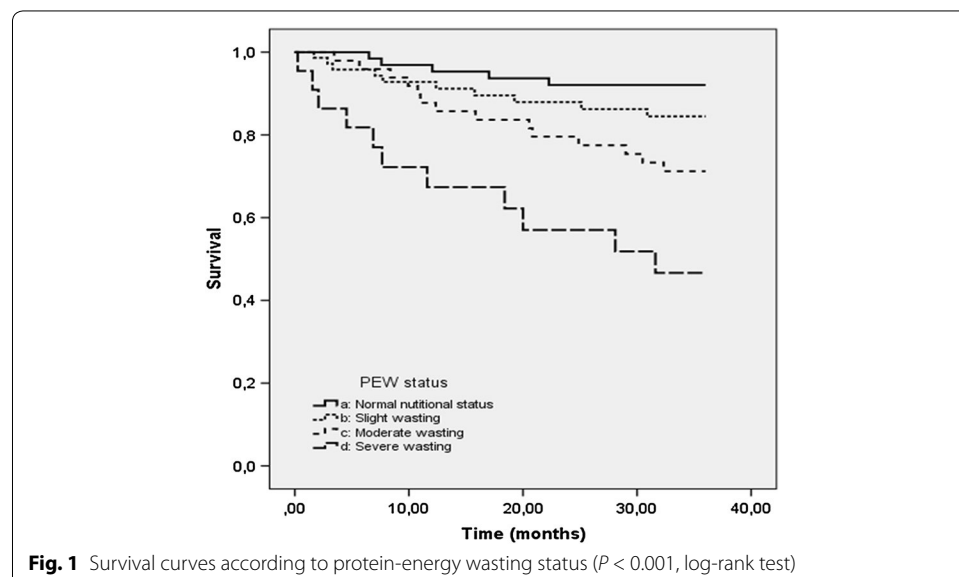 1,0
0,8
0,6
0,4
0,2
0,0
Survival
PEW status
a: Normal nutitional status
b: Slight wasting
c: Moderate wasting
d: Severe wasting
,00 10,00 20,00 30,00 40,00
Time (months)
Fig. 1 Survival curves according to protein-energy wasting status (P < 0.001, log-rank test)